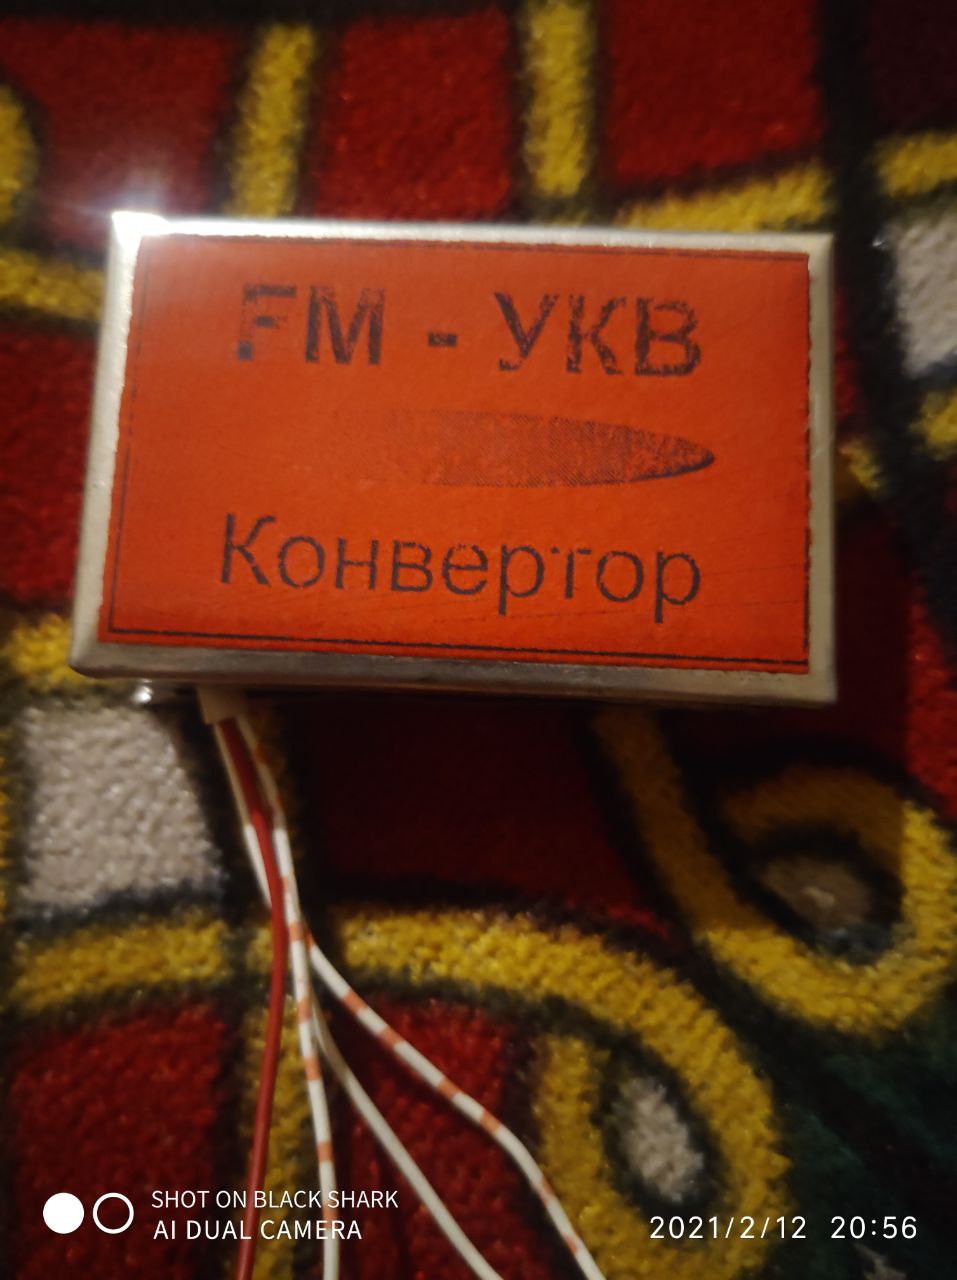 FM - УКВ
Конвертор
SHOT ON BLACK SHARK
AI DUAL CAMERA
2021/2/12 20:56